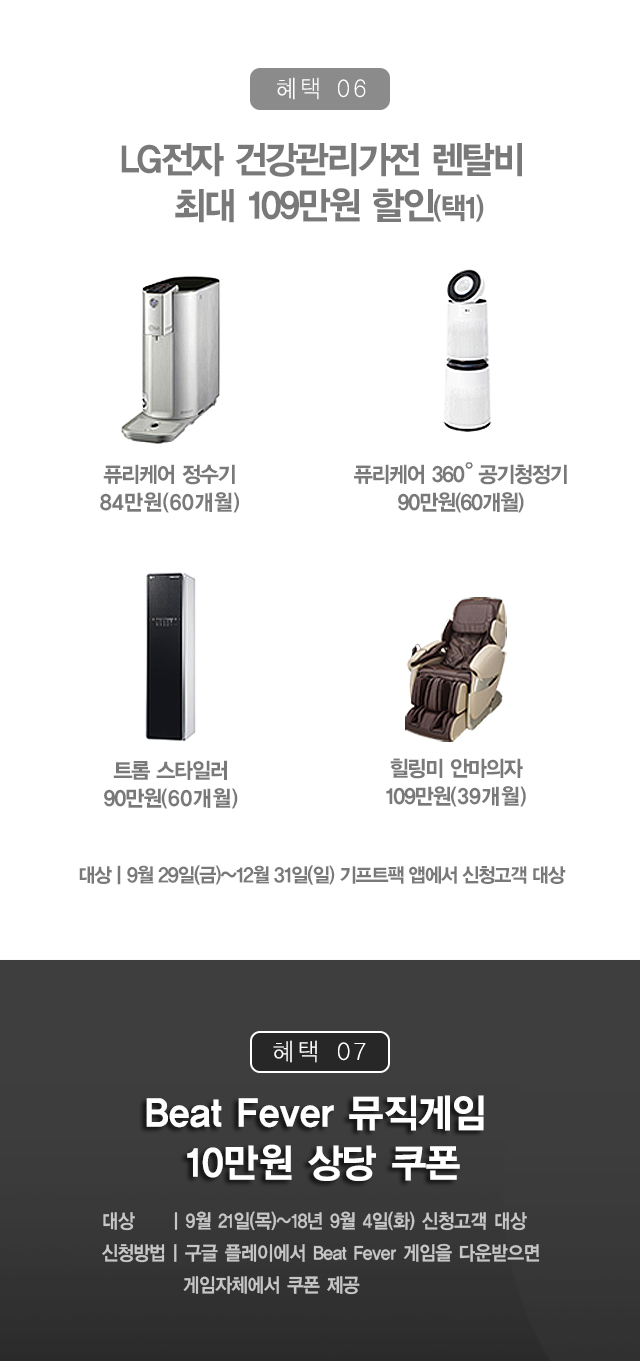 혜택 06
LG전자 건강관리가전 렌탈비
최대 109만원 할인(택1)
퓨리케어 정수기
84만원(60개월)
퓨리케어 360° 공기청정기
90만원(60개월)
트롬 스타일러
90만원(60개월)
힐링미 안마의자
109만원(39개월)
대상 | 9월 29일(금)~12월 31일(일) 기프트팩 앱에서 신청고객 대상
혜택 07
Beat Fever 뮤직게임
10만원 상당 쿠폰
대상 | 9월 21일(목)~18년 9월 4일(화) 신청고객 대상
신청방법 | 구글 플레이에서 Beat Fever 게임을 다운받으면
게임자체에서 쿠폰 제공